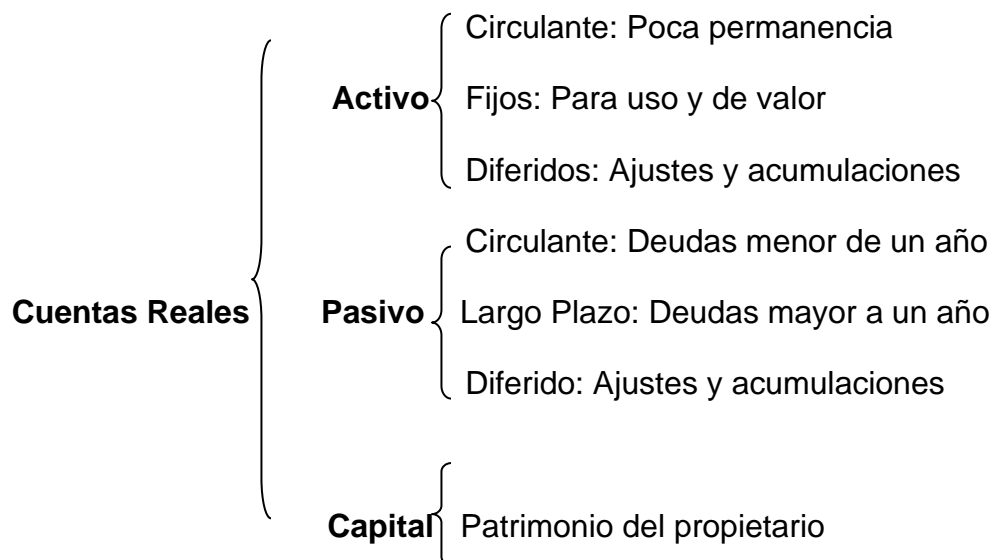 Circulante: Poca permanencia
Activo Fijos: Para uso y de valor
Diferidos: Ajustes y acumulaciones
Circulante: Deudas menor de un año
Cuentas Reales Pasivo Largo Plazo: Deudas mayor a un año
Diferido: Ajustes y acumulaciones
Capital Patrimonio del propietario